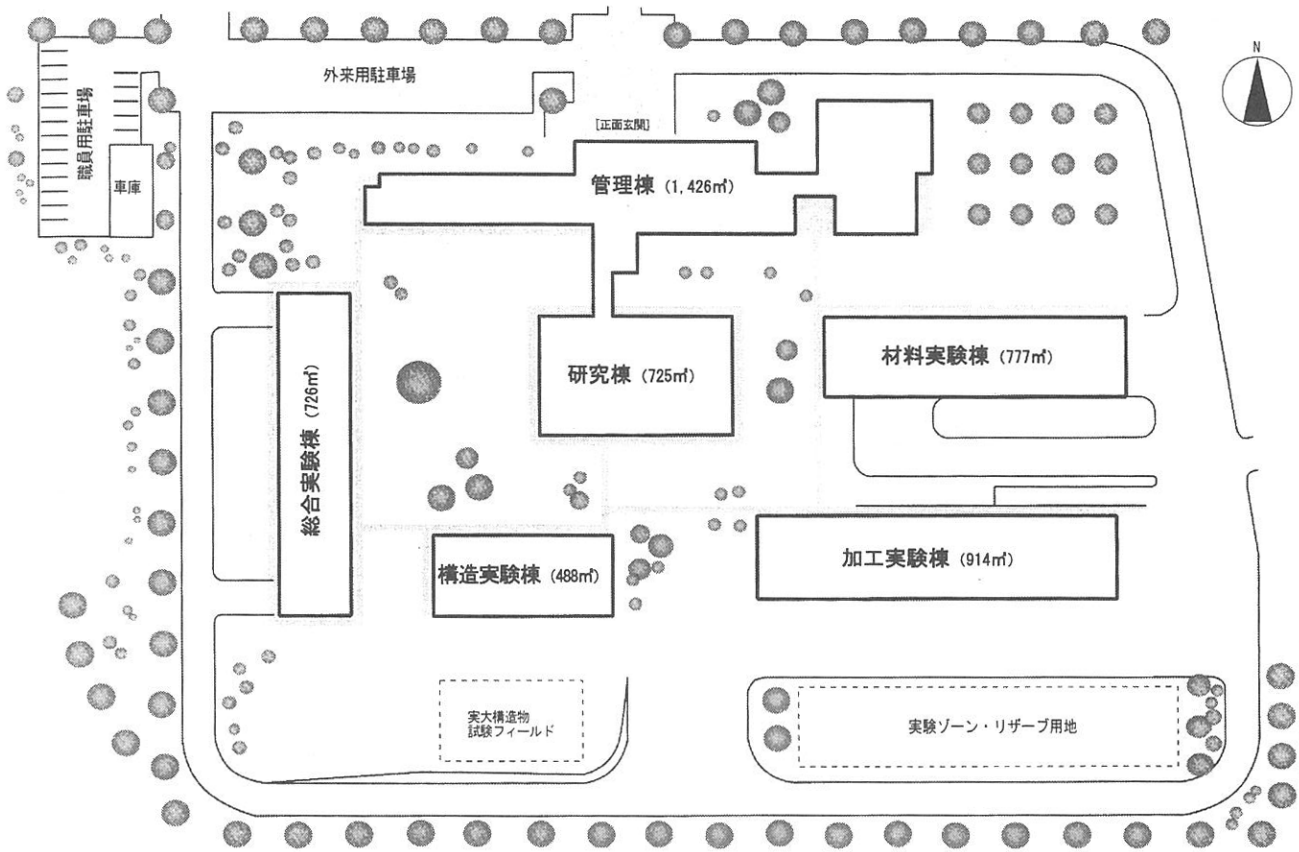 外来用駐車場
N
職員用駐車場
車庫
[正面玄関]
管理棟 (1,426㎡)
研究棟 (725㎡)
材料実験棟 (777㎡)
総合実験棟 (726㎡)
構造実験棟 (488㎡)
加工実験棟 (914㎡)
実大構造物
試験フィールド
実験ゾーン・リザーブ用地